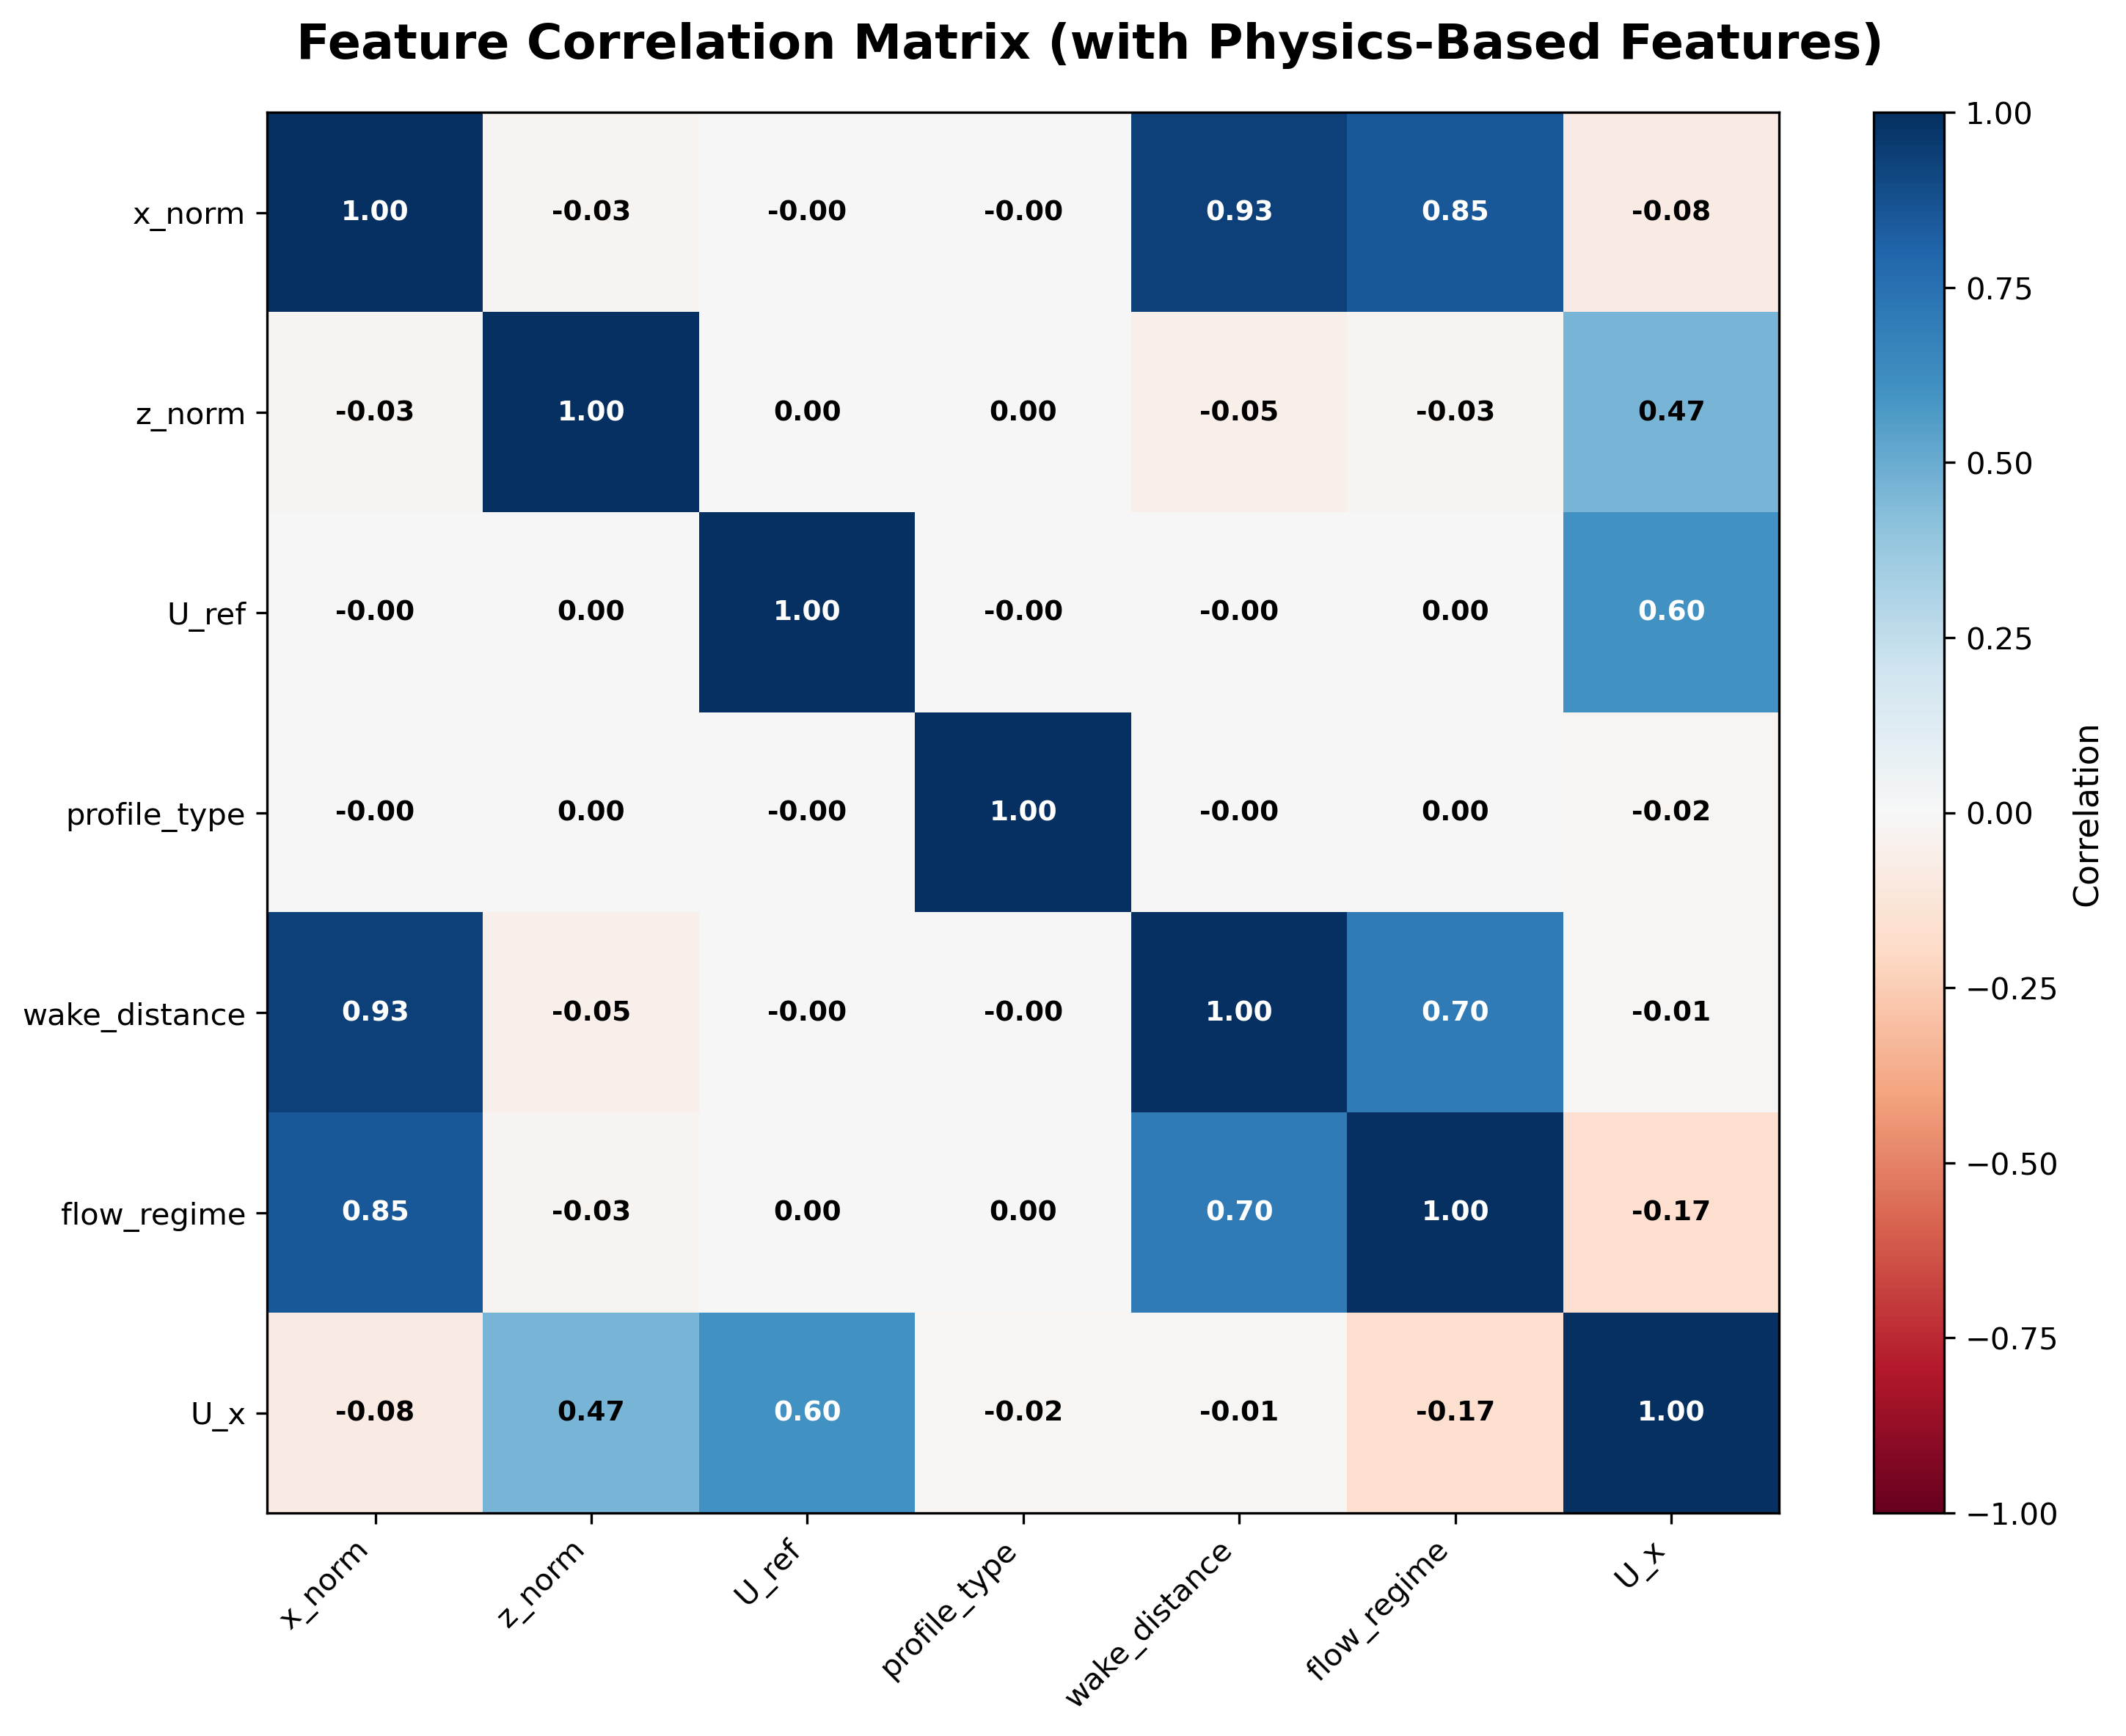 Feature Correlation Matrix (with Physics-Based Features)
x_norm 1.00 -0.03 -0.00 -0.00 0.93 0.85 -0.08
z_norm -0.03 1.00 0.00 0.00 -0.05 -0.03 0.47
U_ref -0.00 0.00 1.00 -0.00 -0.00 0.00 0.60
profile_type -0.00 0.00 -0.00 1.00 -0.00 0.00 -0.02
wake_distance 0.93 -0.05 -0.00 -0.00 1.00 0.70 -0.01
flow_regime 0.85 -0.03 0.00 0.00 0.70 1.00 -0.17
U_x -0.08 0.47 0.60 -0.02 -0.01 -0.17 1.00
x_norm z_norm U_ref profile_type wake_distance flow_regime U_x
1.00
0.75
0.50
0.25
0.00
−0.25
−0.50
−0.75
−1.00
Correlation